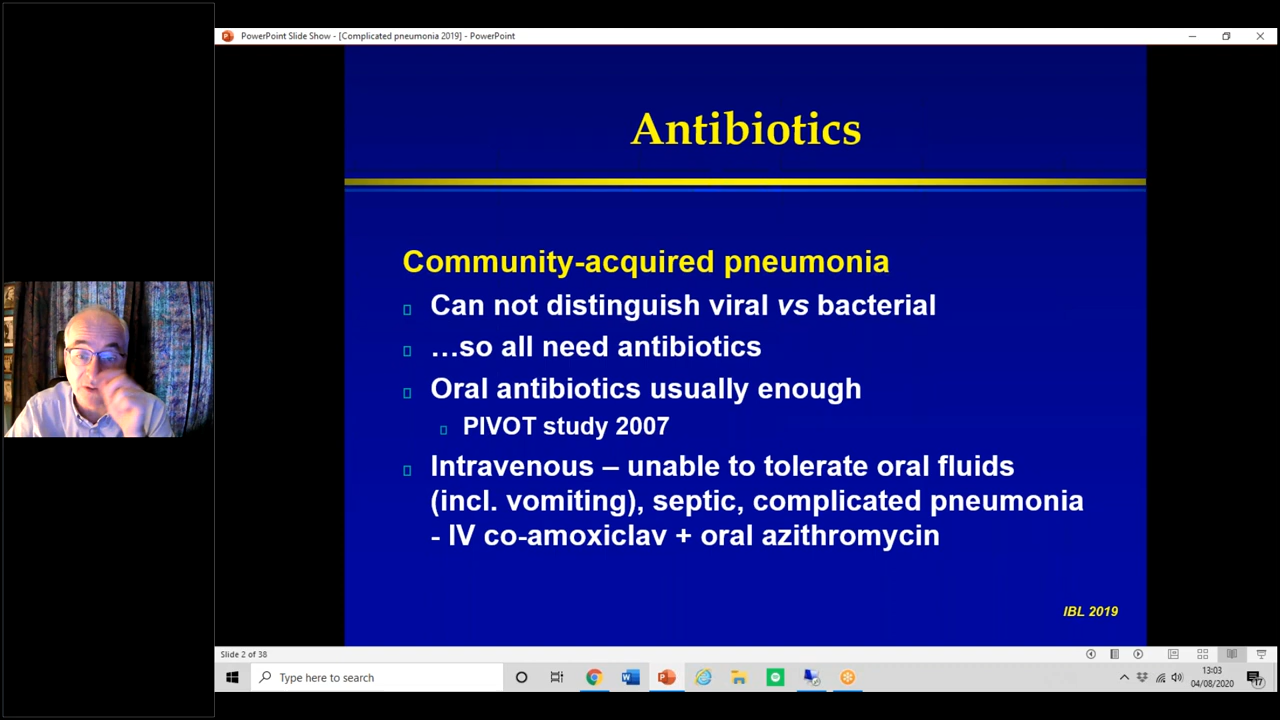 PowerPoint Slide Show - [Complicated pneumonia 2019] - PowerPoint
Antibiotics
Community-acquired pneumonia
Can not distinguish viral vs bacterial
…so all need antibiotics
Oral antibiotics usually enough
PIVOT study 2007
Intravenous – unable to tolerate oral fluids
(incl. vomiting), septic, complicated pneumonia
- IV co-amoxiclav + oral azithromycin
IBL 2019
Slide 2 of 38
Type here to search
13:03
04/08/2020
17